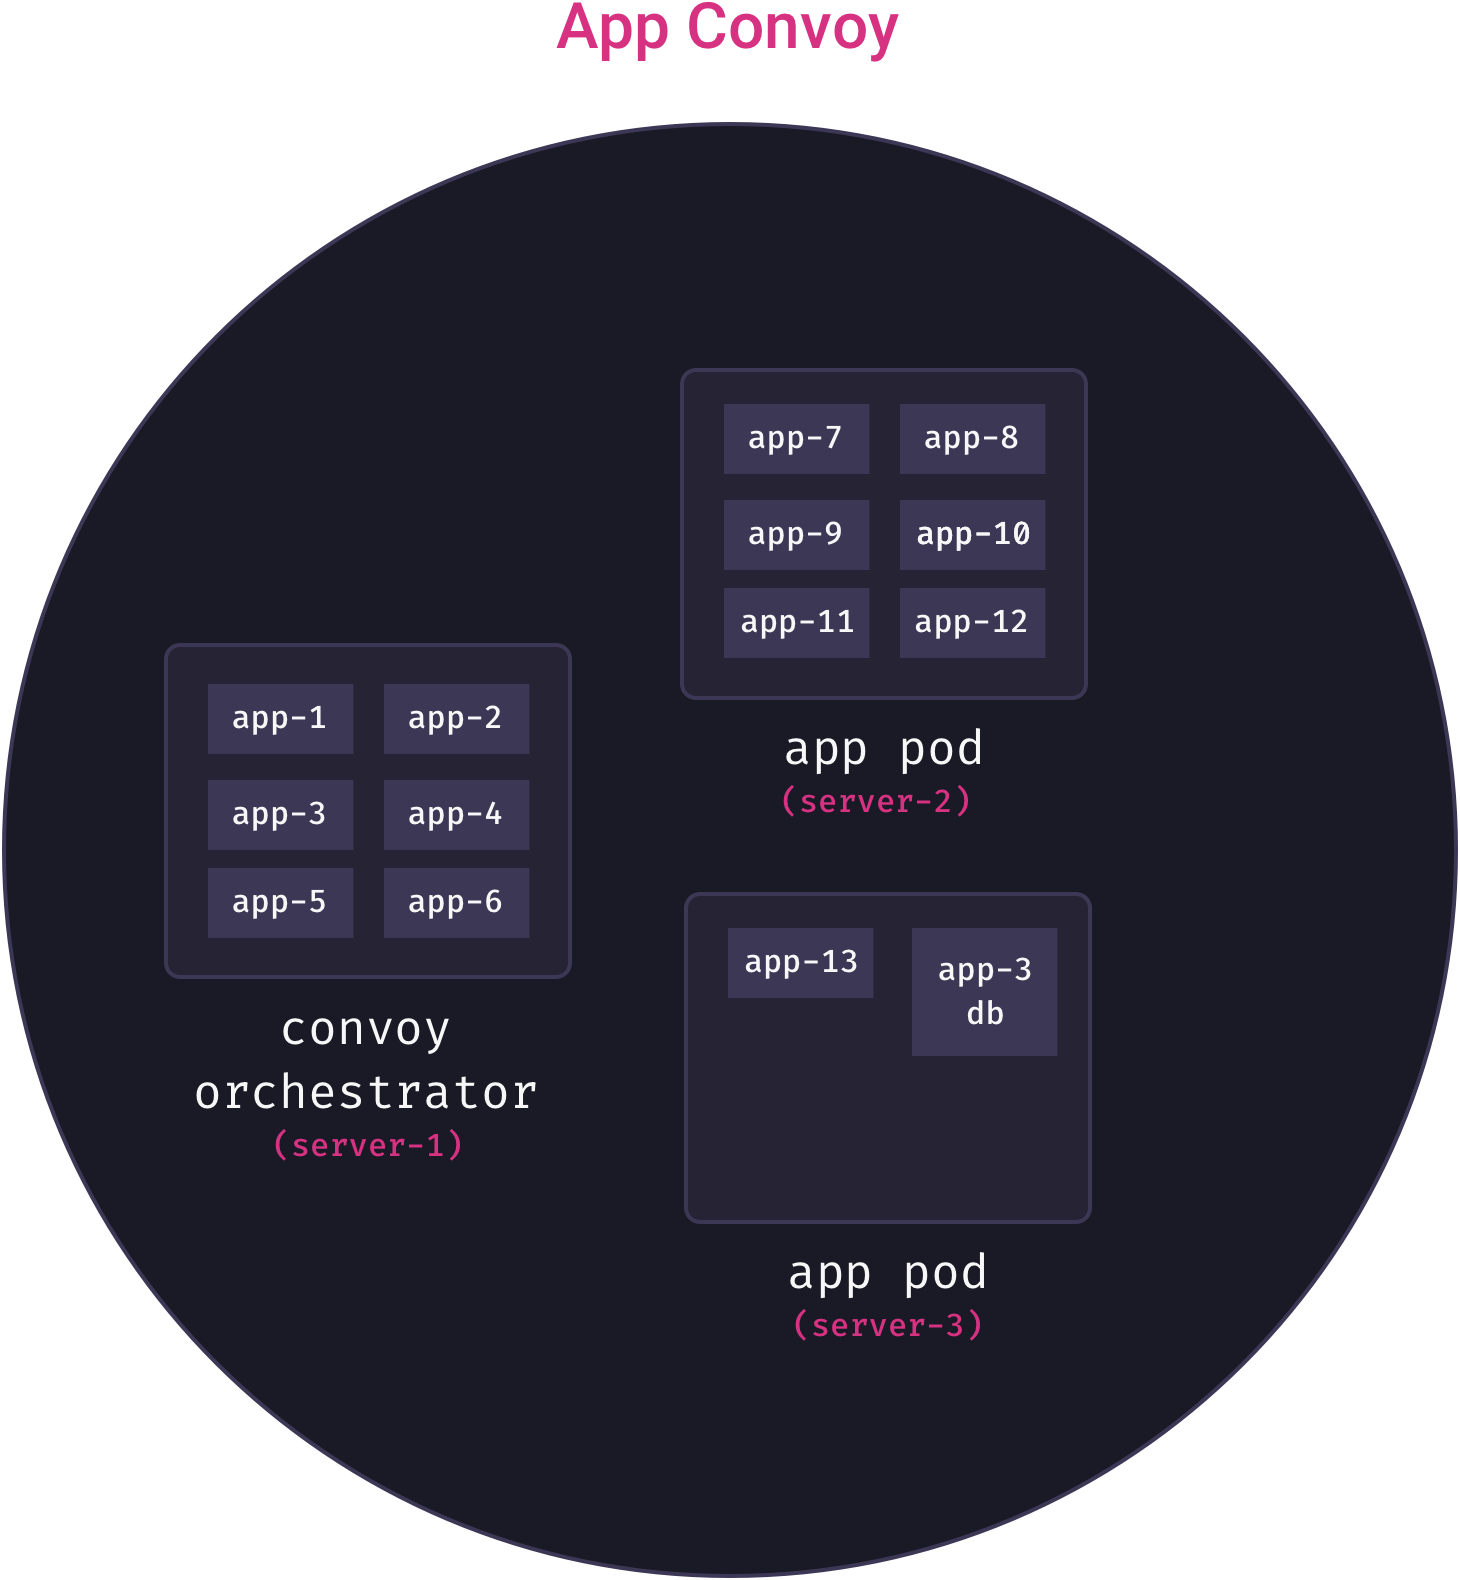 App Convoy
app-7 app-8
app-9 app-10
app-11 app-12
app pod
(server-2)
app-1 app-2
app-3 app-4
app-5 app-6
convoy
orchestrator
(server-1)
app-13
app-3
db
app pod
(server-3)